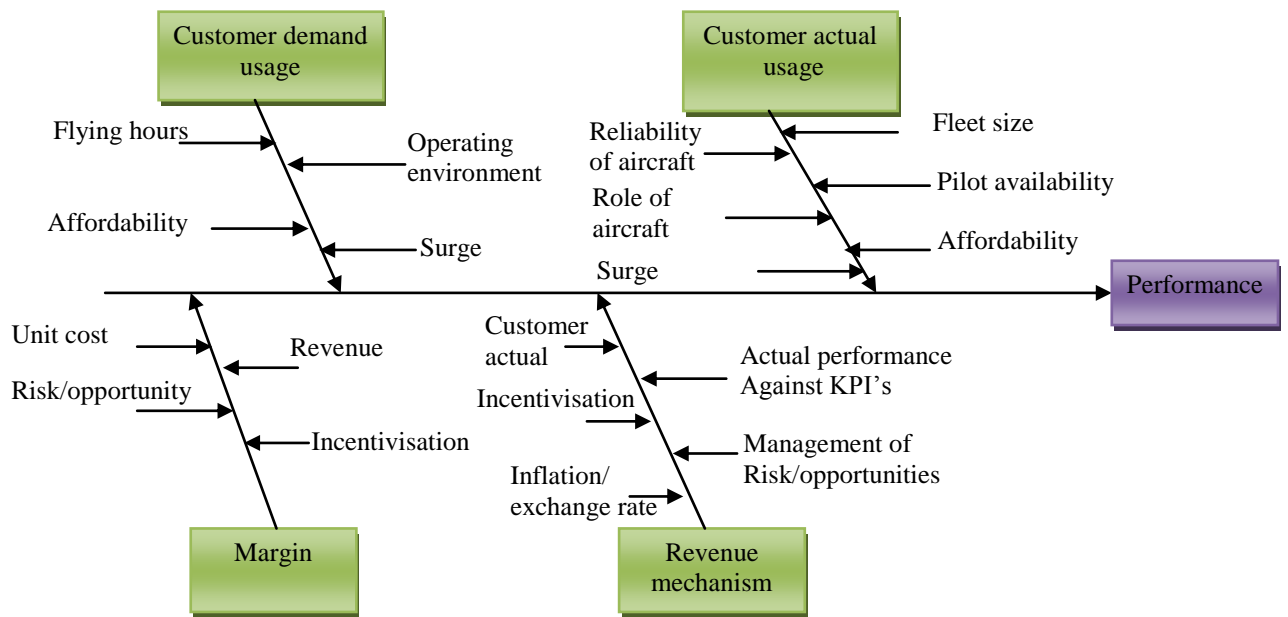 Customer demand
usage
Customer actual
usage
Flying hours
Operating
environment
Affordability
Surge
Fleet size
Reliability
of aircraft
Pilot availability
Role of
aircraft
Affordability
Surge
Performance
Unit cost
Revenue
Risk/opportunity
Incentivisation
Customer
actual
Actual performance
Against KPI’s
Incentivisation
Management of
Risk/opportunities
Inflation/
exchange rate
Margin
Revenue
mechanism